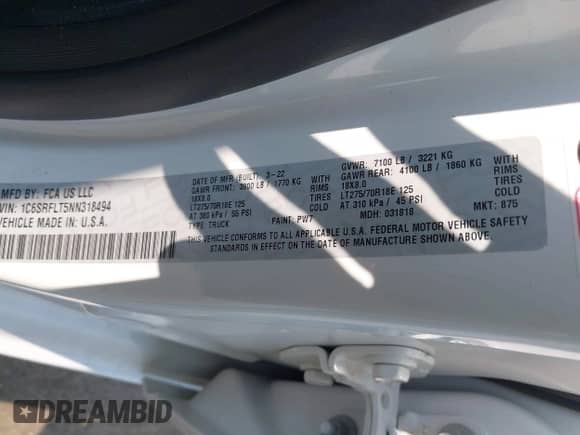 MFD BY: FCA US LLC
VIN: 1C6SRFLT5NN318494
VEHICLE MADE IN: U.S.A.
DATE OF MFR (BUILT) 3-22
GAWR FRONT: 3900 LB / 1770 KG WITH
18X8.0 RIMS
LT275/70R18E 125 TIRES
AT 380 kPa / 55 PSI COLD
TYPE: TRUCK PAINT: PW7
GVWR: 7100 LB / 3221 KG
GAWR REAR: 4100 LB / 1860 KG WITH
18X8.0 RIMS
LT275/70R18E 125 TIRES
AT 310 kPa / 45 PSI COLD
MDH: 031818 MKT: 875
THIS VEHICLE CONFORMS TO ALL APPLICABLE U.S.A. FEDERAL MOTOR VEHICLE SAFETY
STANDARDS IN EFFECT ON THE DATE OF MANUFACTURE SHOWN ABOVE.
DREAMBID